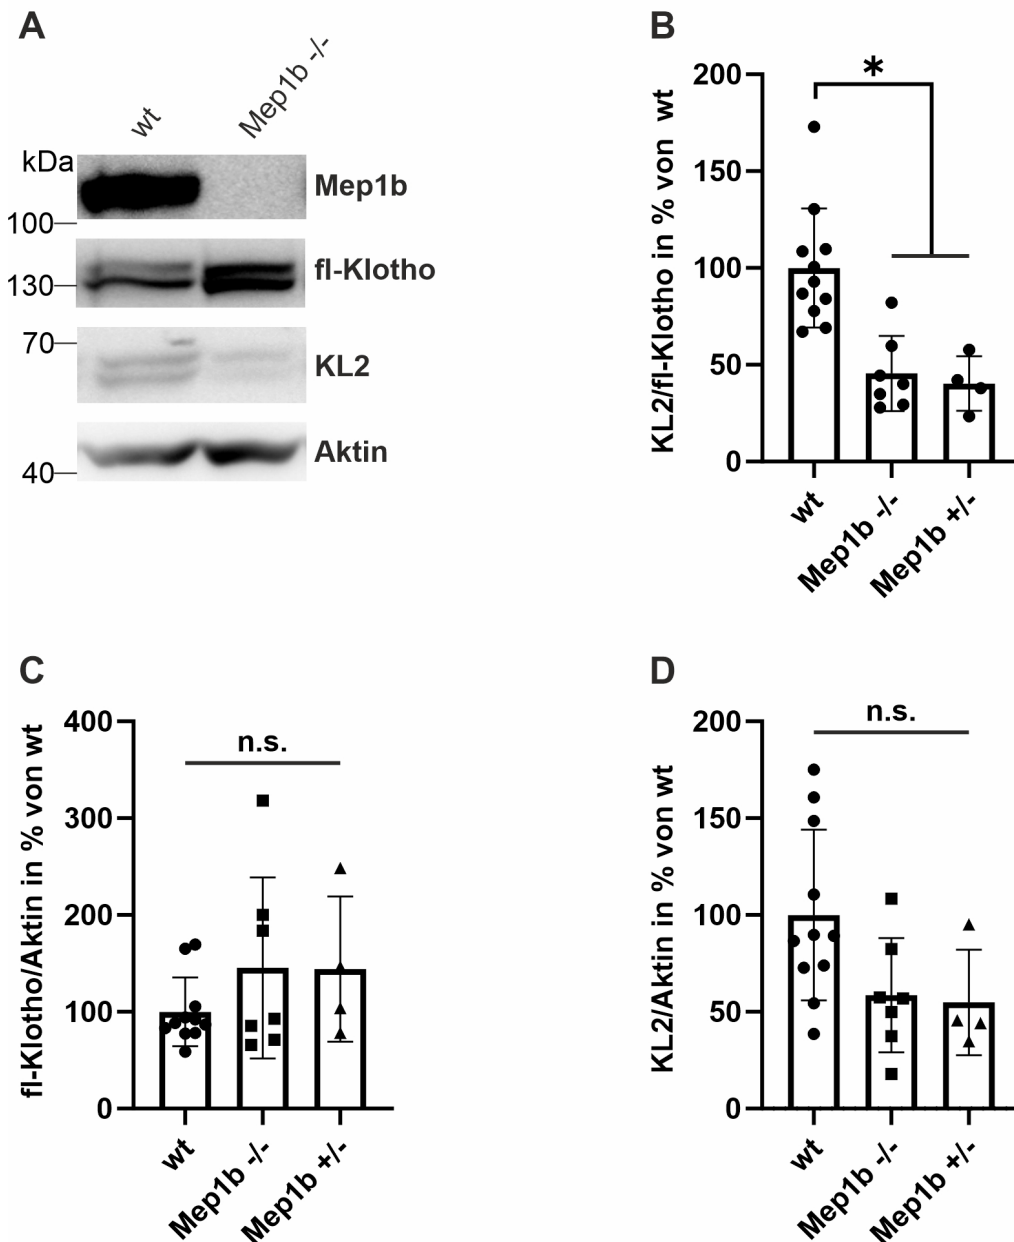 A
wt
Mep1b -/-
kDa
Mep1b
100
fl-Klotho
130
70
KL2
Aktin
40
B
KL2/fl-Klotho in % von  wt
200
150
100
50
0
*
wt
Mep1b -/-
Mep1b +/-
C
fl-Klotho/Aktin in % von wt
400
300
200
100
0
n.s.
wt
Mep1b -/-
Mep1b +/-
D
KL2/Aktin in % von wt
200
150
100
50
0
n.s.
wt
Mep1b -/-
Mep1b +/-